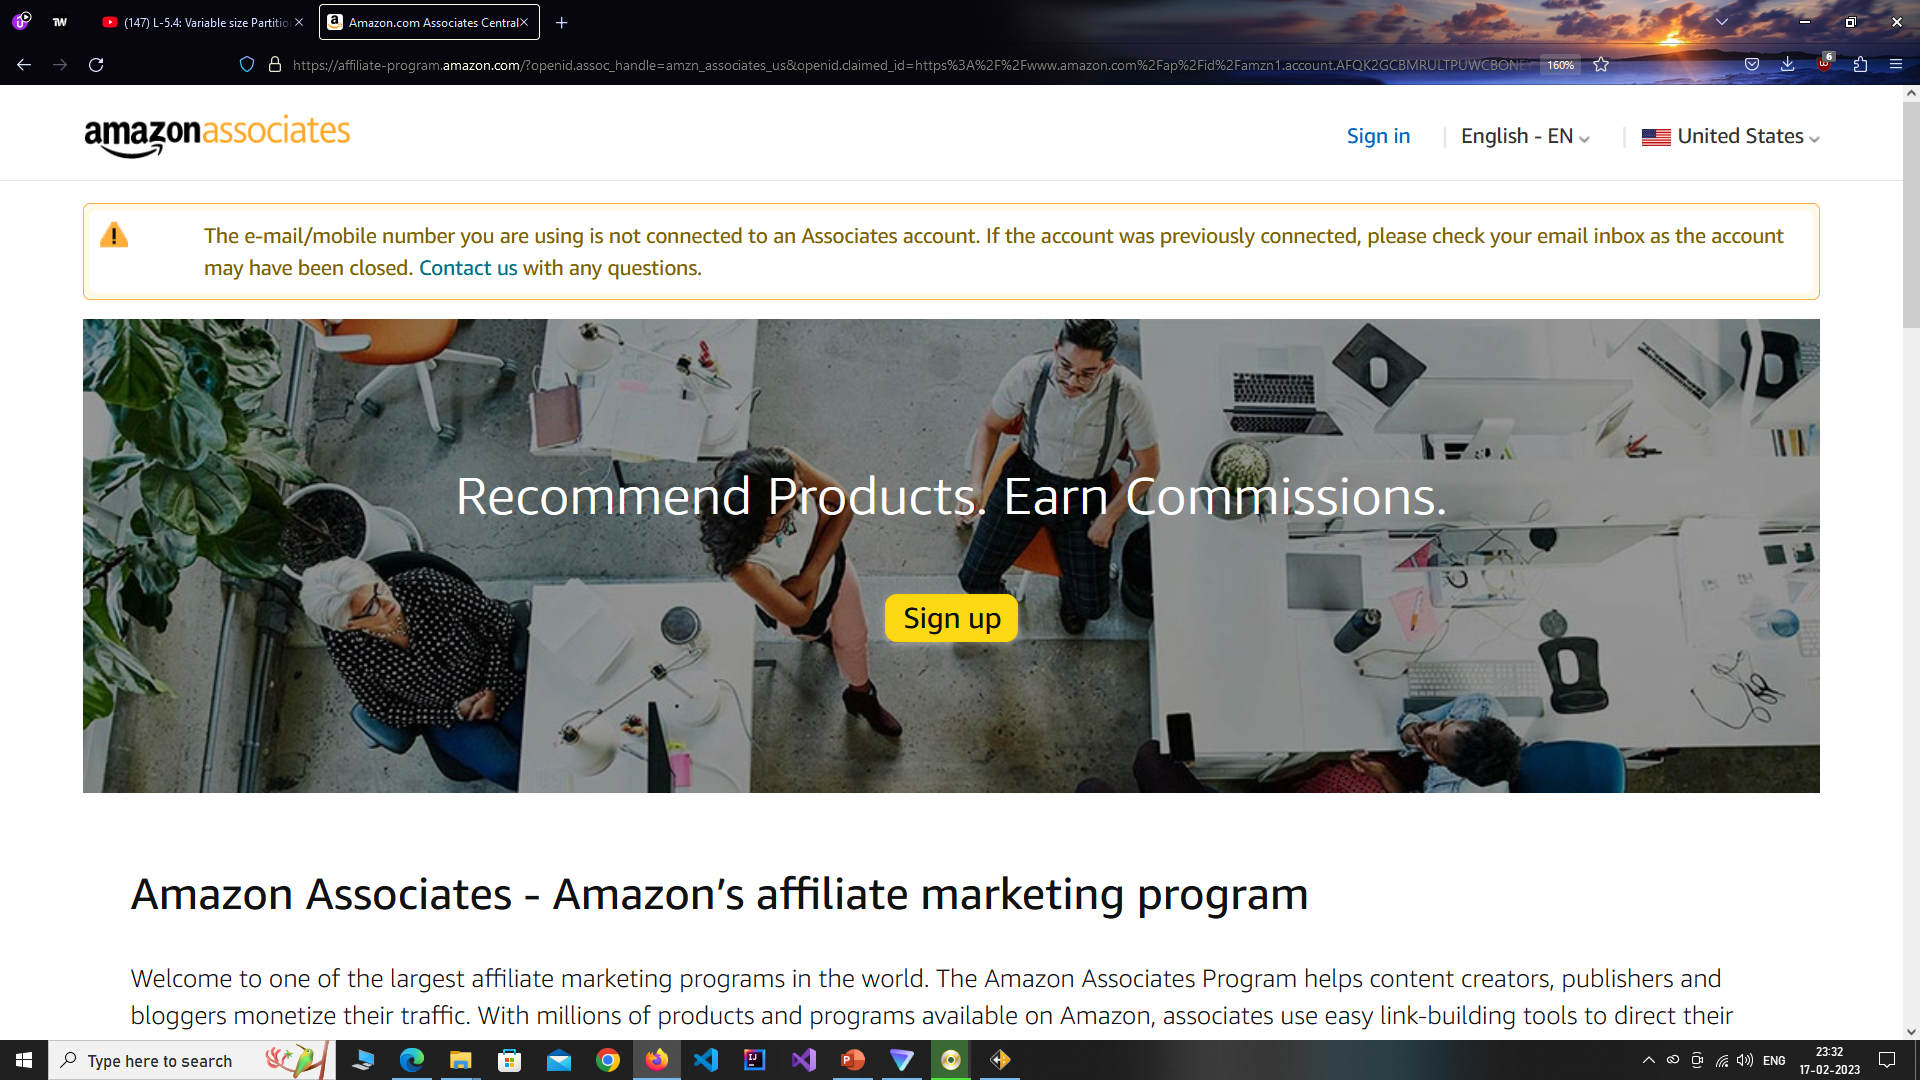 (147) L-5.4: Variable size Partitio
Amazon.com Associates Central
https://affiliate-program.amazon.com/?openid.assoc_handle=amzn_associates_us&openid.claimed_id=https%3A%2F%2Fwww.amazon.com%2Fap%2Fid%2Famzn1.account.AFQK2GCBMRULTPUWCBONE
160%
6
amazonassociates
Sign in
English - EN
United States
The e-mail/mobile number you are using is not connected to an Associates account. If the account was previously connected, please check your email inbox as the account
may have been closed. Contact us with any questions.
Recommend Products. Earn Commissions.
Sign up
Amazon Associates - Amazon’s affiliate marketing program
Welcome to one of the largest affiliate marketing programs in the world. The Amazon Associates Program helps content creators, publishers and
bloggers monetize their traffic. With millions of products and programs available on Amazon, associates use easy link-building tools to direct their
Type here to search
ENG
23:32
17-02-2023